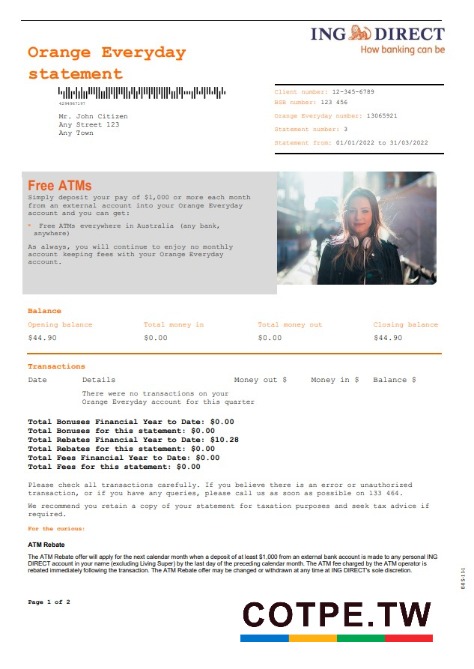 ING DIRECT
How banking can be
Orange Everyday
statement
Mr. John Citizen
Any Street 123
Any Town
Client number: 12-345-6789
BSB number: 123 456
Orange Everyday number: 13065921
Statement number: 3
Statement from: 01/01/2022 to 31/03/2022
Free ATMs
Simply deposit your pay of $1,000 or more each month
from an external account into your Orange Everyday
account and you can get:
• Free ATMs everywhere in Australia (any bank,
anywhere)
As always, you will continue to enjoy no monthly
account keeping fees with your Orange Everyday
account.
Balance
Opening balance Total money in Total money out Closing balance
$44.90 $0.00 $0.00 $44.90
Transactions
Date Details Money out $ Money in $ Balance $
There were no transactions on your
Orange Everyday account for this quarter
Total Bonuses Financial Year to Date: $0.00
Total Bonuses for this statement: $0.00
Total Rebates Financial Year to Date: $10.28
Total Rebates for this statement: $0.00
Total Fees Financial Year to Date: $0.00
Total Fees for this statement: $0.00
Please check all transactions carefully. If you believe there is an error or unauthorized
transaction, or if you have any queries, please call us as soon as possible on 133 464.
We recommend you retain a copy of your statement for taxation purposes and seek tax advice if
required.
For the curious:
ATM Rebate
The ATM Rebate offer will apply for the next calendar month when a deposit of at least $1,000 from an external bank account is made to any personal ING
DIRECT account in your name (excluding Living Super) by the last day of the preceding calendar month. The ATM fee charged by the ATM operator is
rebated immediately following the transaction. The ATM Rebate offer may be changed or withdrawn at any time at ING DIRECT's sole discretion.
Page 1 of 2
COTPE.TW